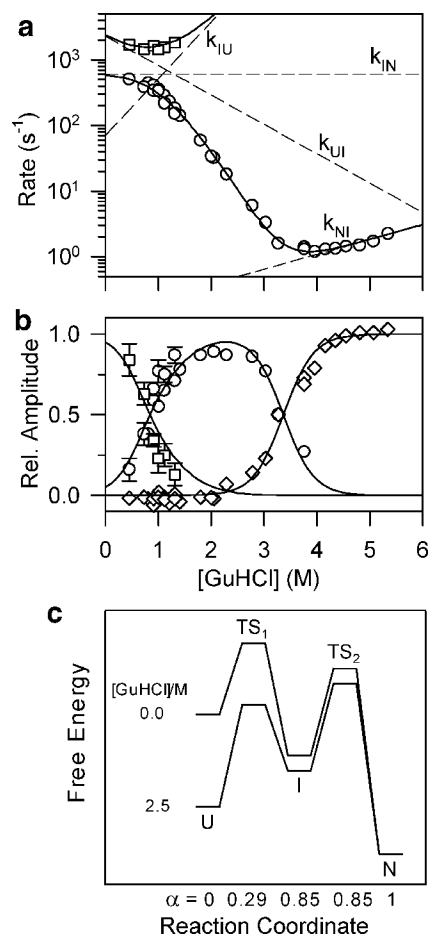 a
10³
10²
10¹
10⁰
Rate (s⁻¹)
k_IU
k_IN
k_UI
k_NI
b
1.0
0.5
0.0
Rel. Amplitude
0 1 2 3 4 5 6
[GuHCl] (M)
c
Free Energy
[GuHCl]/M
0.0
2.5
TS₁
TS₂
U
I
N
α = 0 0.29 0.85 0.85 1
Reaction Coordinate